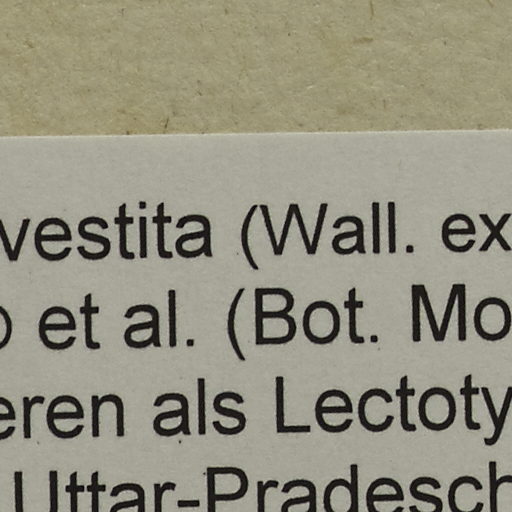 vestita (Wall. ex
et al. (Bot. Mo
eren als Lectoty
Uttar-Pradesch